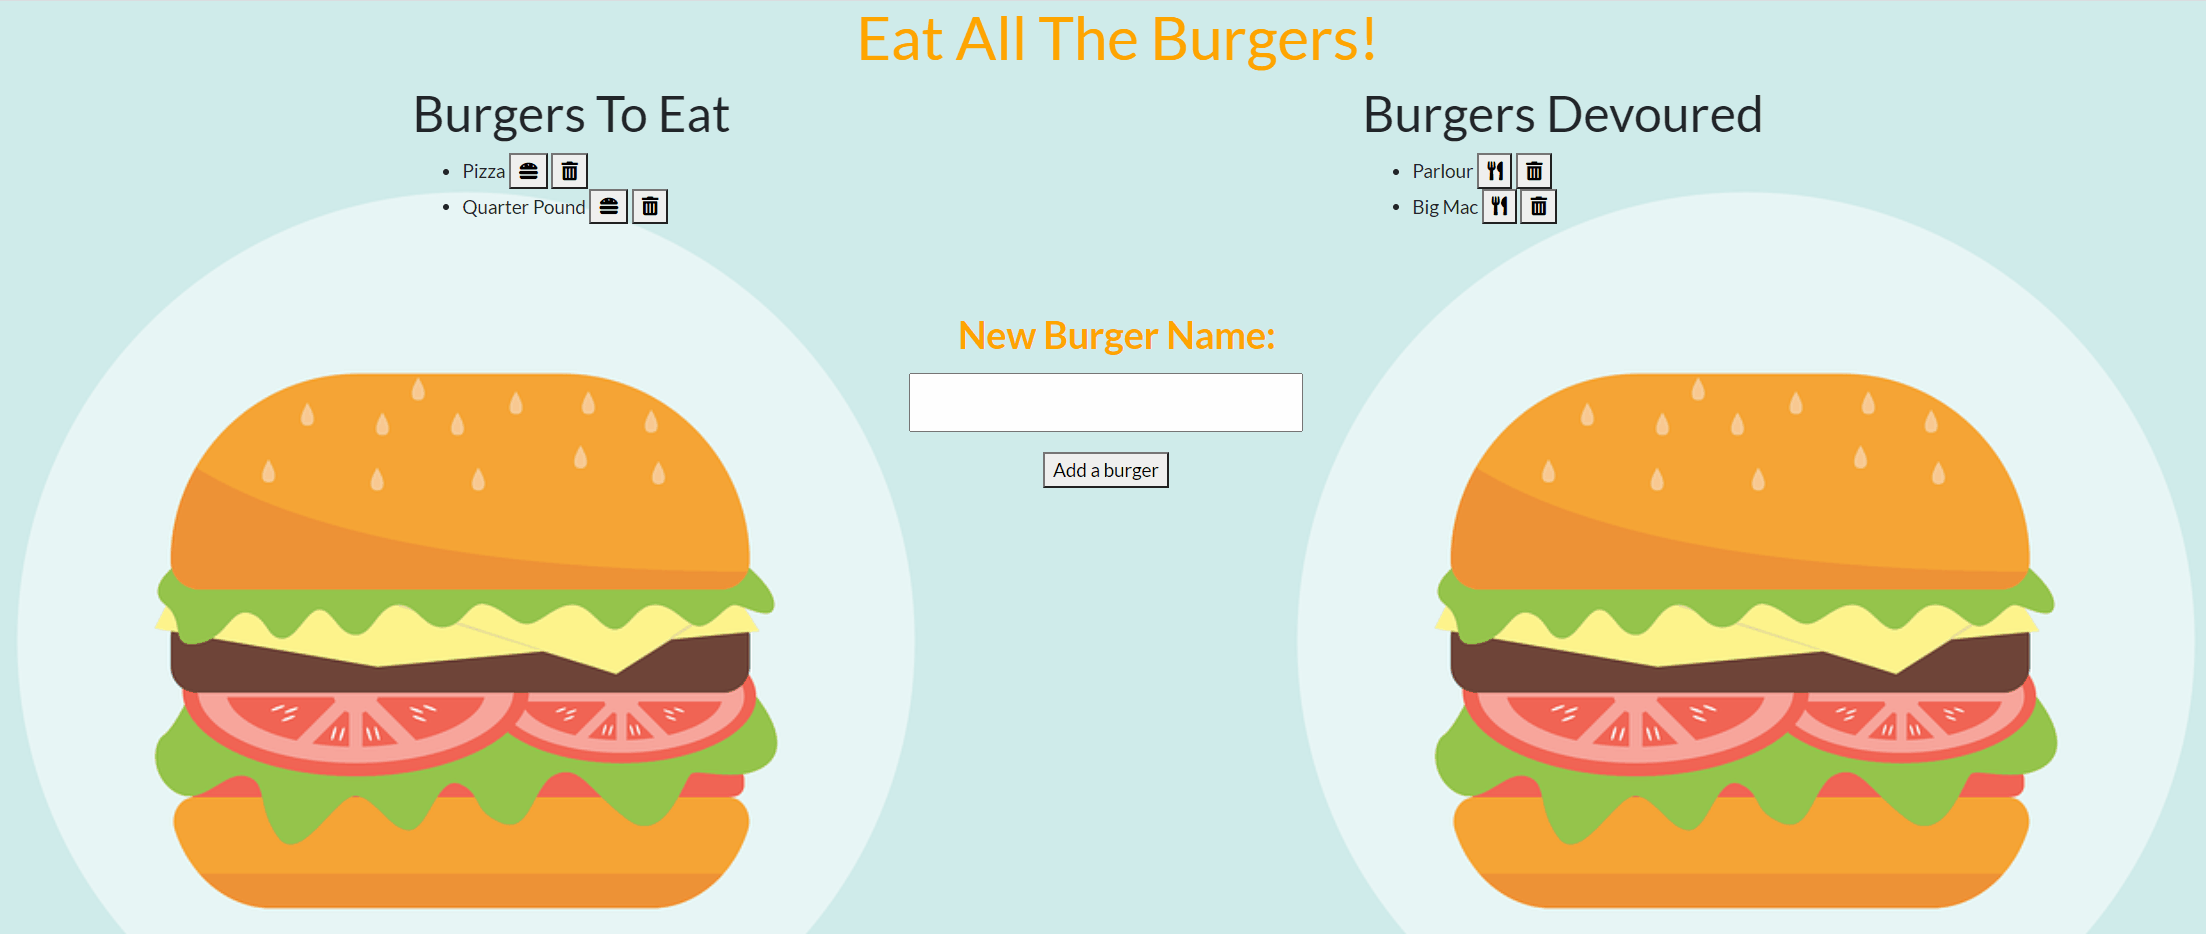 Eat All The Burgers!
Burgers To Eat
Pizza
Quarter Pound
Burgers Devoured
Parlour
Big Mac
New Burger Name:
Add a burger